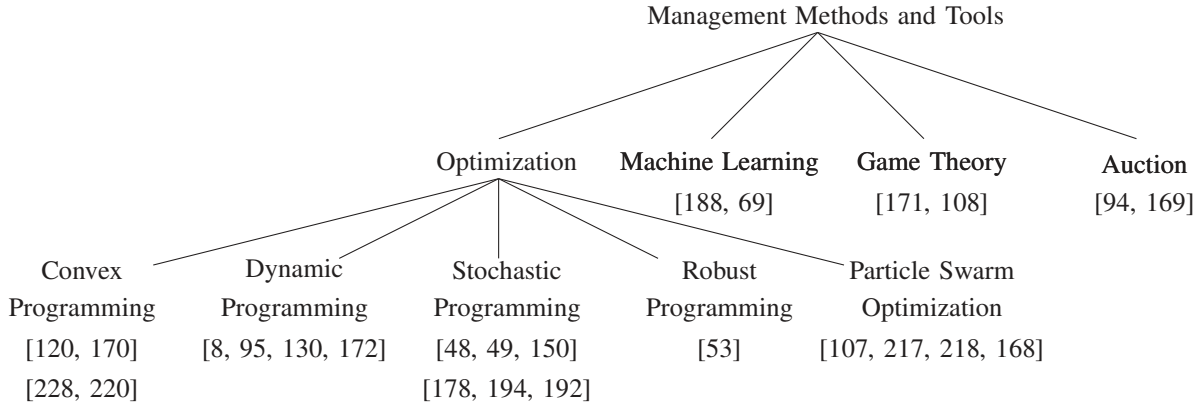 Management Methods and Tools
Optimization
Machine Learning
[188, 69]
Game Theory
[171, 108]
Auction
[94, 169]
Convex
Programming
[120, 170]
[228, 220]
Dynamic
Programming
[8, 95, 130, 172]
Stochastic
Programming
[48, 49, 150]
[178, 194, 192]
Robust
Programming
[53]
Particle Swarm
Optimization
[107, 217, 218, 168]